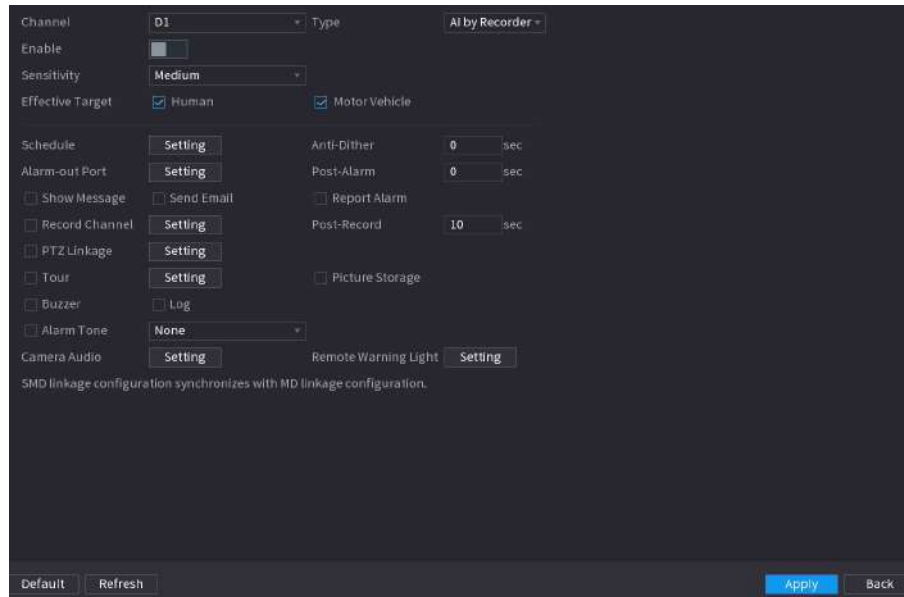 Channel D1 Type AI by Recorder
Enable
Sensitivity Medium
Effective Target Human Motor Vehicle
Schedule Setting Anti-Dither 0 sec
Alarm-out Port Setting Post-Alarm 0 sec
Show Message Send Email Report Alarm
Record Channel Setting Post-Record 10 sec
PTZ Linkage Setting
Tour Setting Picture Storage
Buzzer Log
Alarm Tone None
Camera Audio Setting Remote Warning Light Setting
SMD linkage configuration synchronizes with MD linkage configuration.
Default Refresh Apply Back